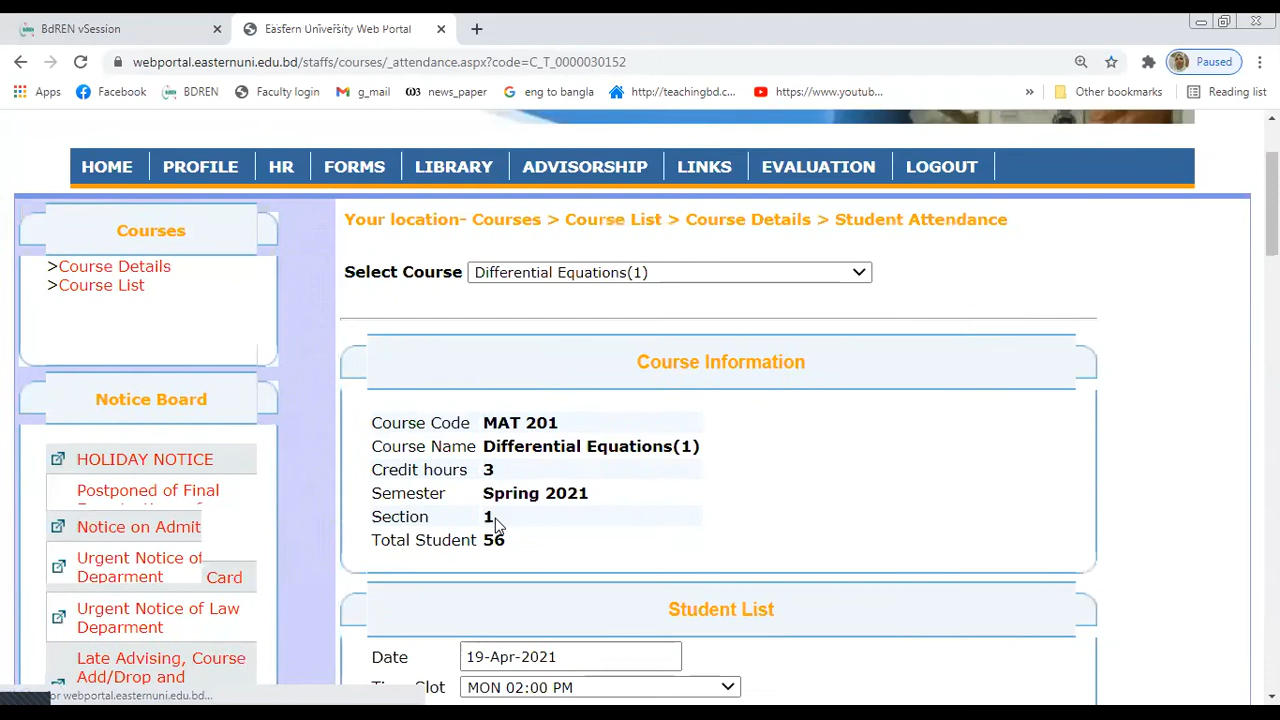 BdREN vSession
Eastern University Web Portal
webportal.easternuni.edu.bd/staffs/courses/_attendance.aspx?code=C_T_0000030152
Paused
Apps
Facebook
BDREN
Faculty login
g_mail
news_paper
eng to bangla
http://teachingbd.c...
https://www.youtub...
»
Other bookmarks
Reading list
HOME
PROFILE
HR
FORMS
LIBRARY
ADVISORSHIP
LINKS
EVALUATION
LOGOUT
Courses
>Course Details
>Course List
Notice Board
HOLIDAY NOTICE
Postponed of Final
Notice on Admit
Urgent Notice of
Deparment
Card
Urgent Notice of Law
Deparment
Late Advising, Course
Add/Drop and
or webportal.easternuni.edu.bd...
Your location- Courses > Course List > Course Details > Student Attendance
Select Course Differential Equations(1)
Course Information
Course Code MAT 201
Course Name Differential Equations(1)
Credit hours 3
Semester Spring 2021
Section 1
Total Student 56
Student List
Date 19-Apr-2021
Slot MON 02:00 PM